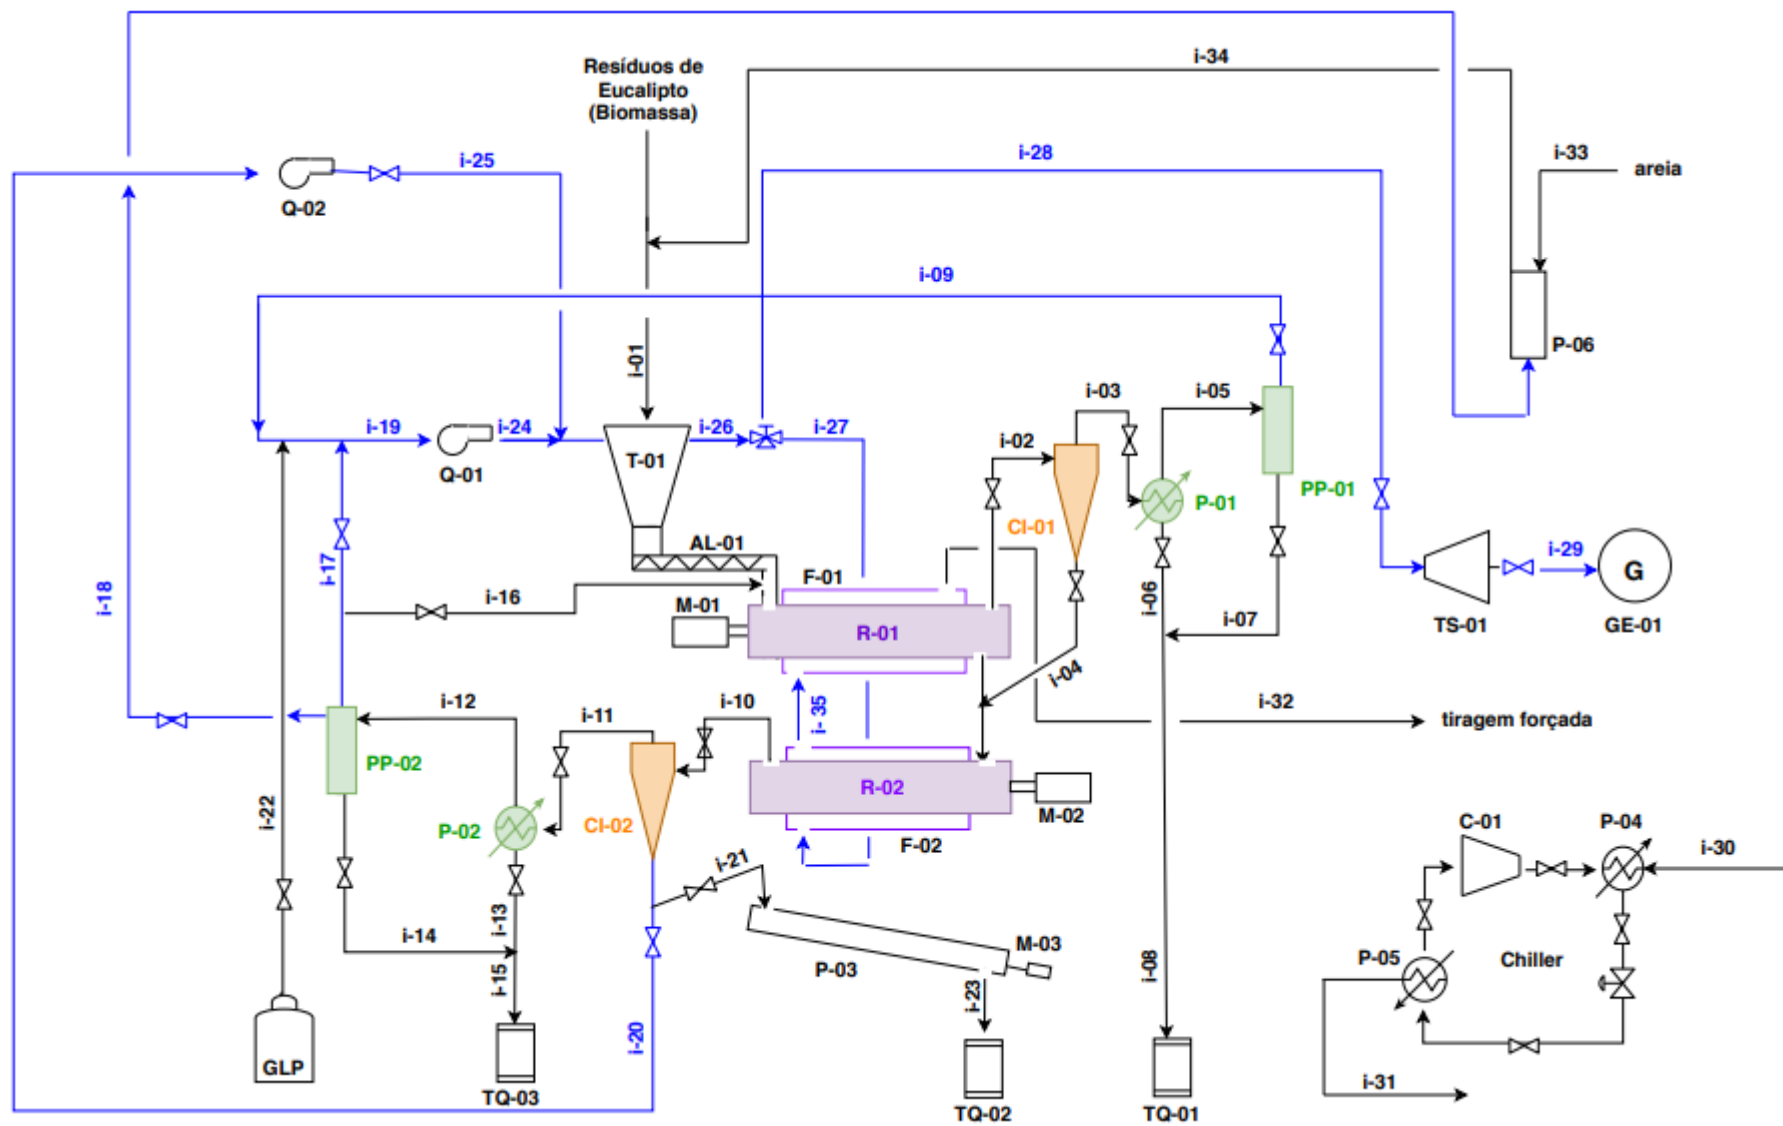 i-34
Resíduos de
Eucalipto
(Biomassa)
i-25
i-28
i-33
areia
Q-02
i-09
P-06
i-01
i-03
i-05
i-19
i-24
i-26
i-27
i-02
T-01
Q-01
P-01
PP-01
CI-01
AL-01
i-17
F-01
i-29
G
i-18
i-16
M-01
R-01
i-06
i-07
TS-01
GE-01
i-04
i-12
i-11
i-10
i- 35
i-32
tiragem forçada
PP-02
R-02
i-22
P-02
CI-02
M-02
F-02
C-01
P-04
i-21
i-30
i-13
i-14
M-03
P-03
P-05
Chiller
i-15
i-08
i-23
i-20
GLP
i-31
TQ-03
TQ-02
TQ-01